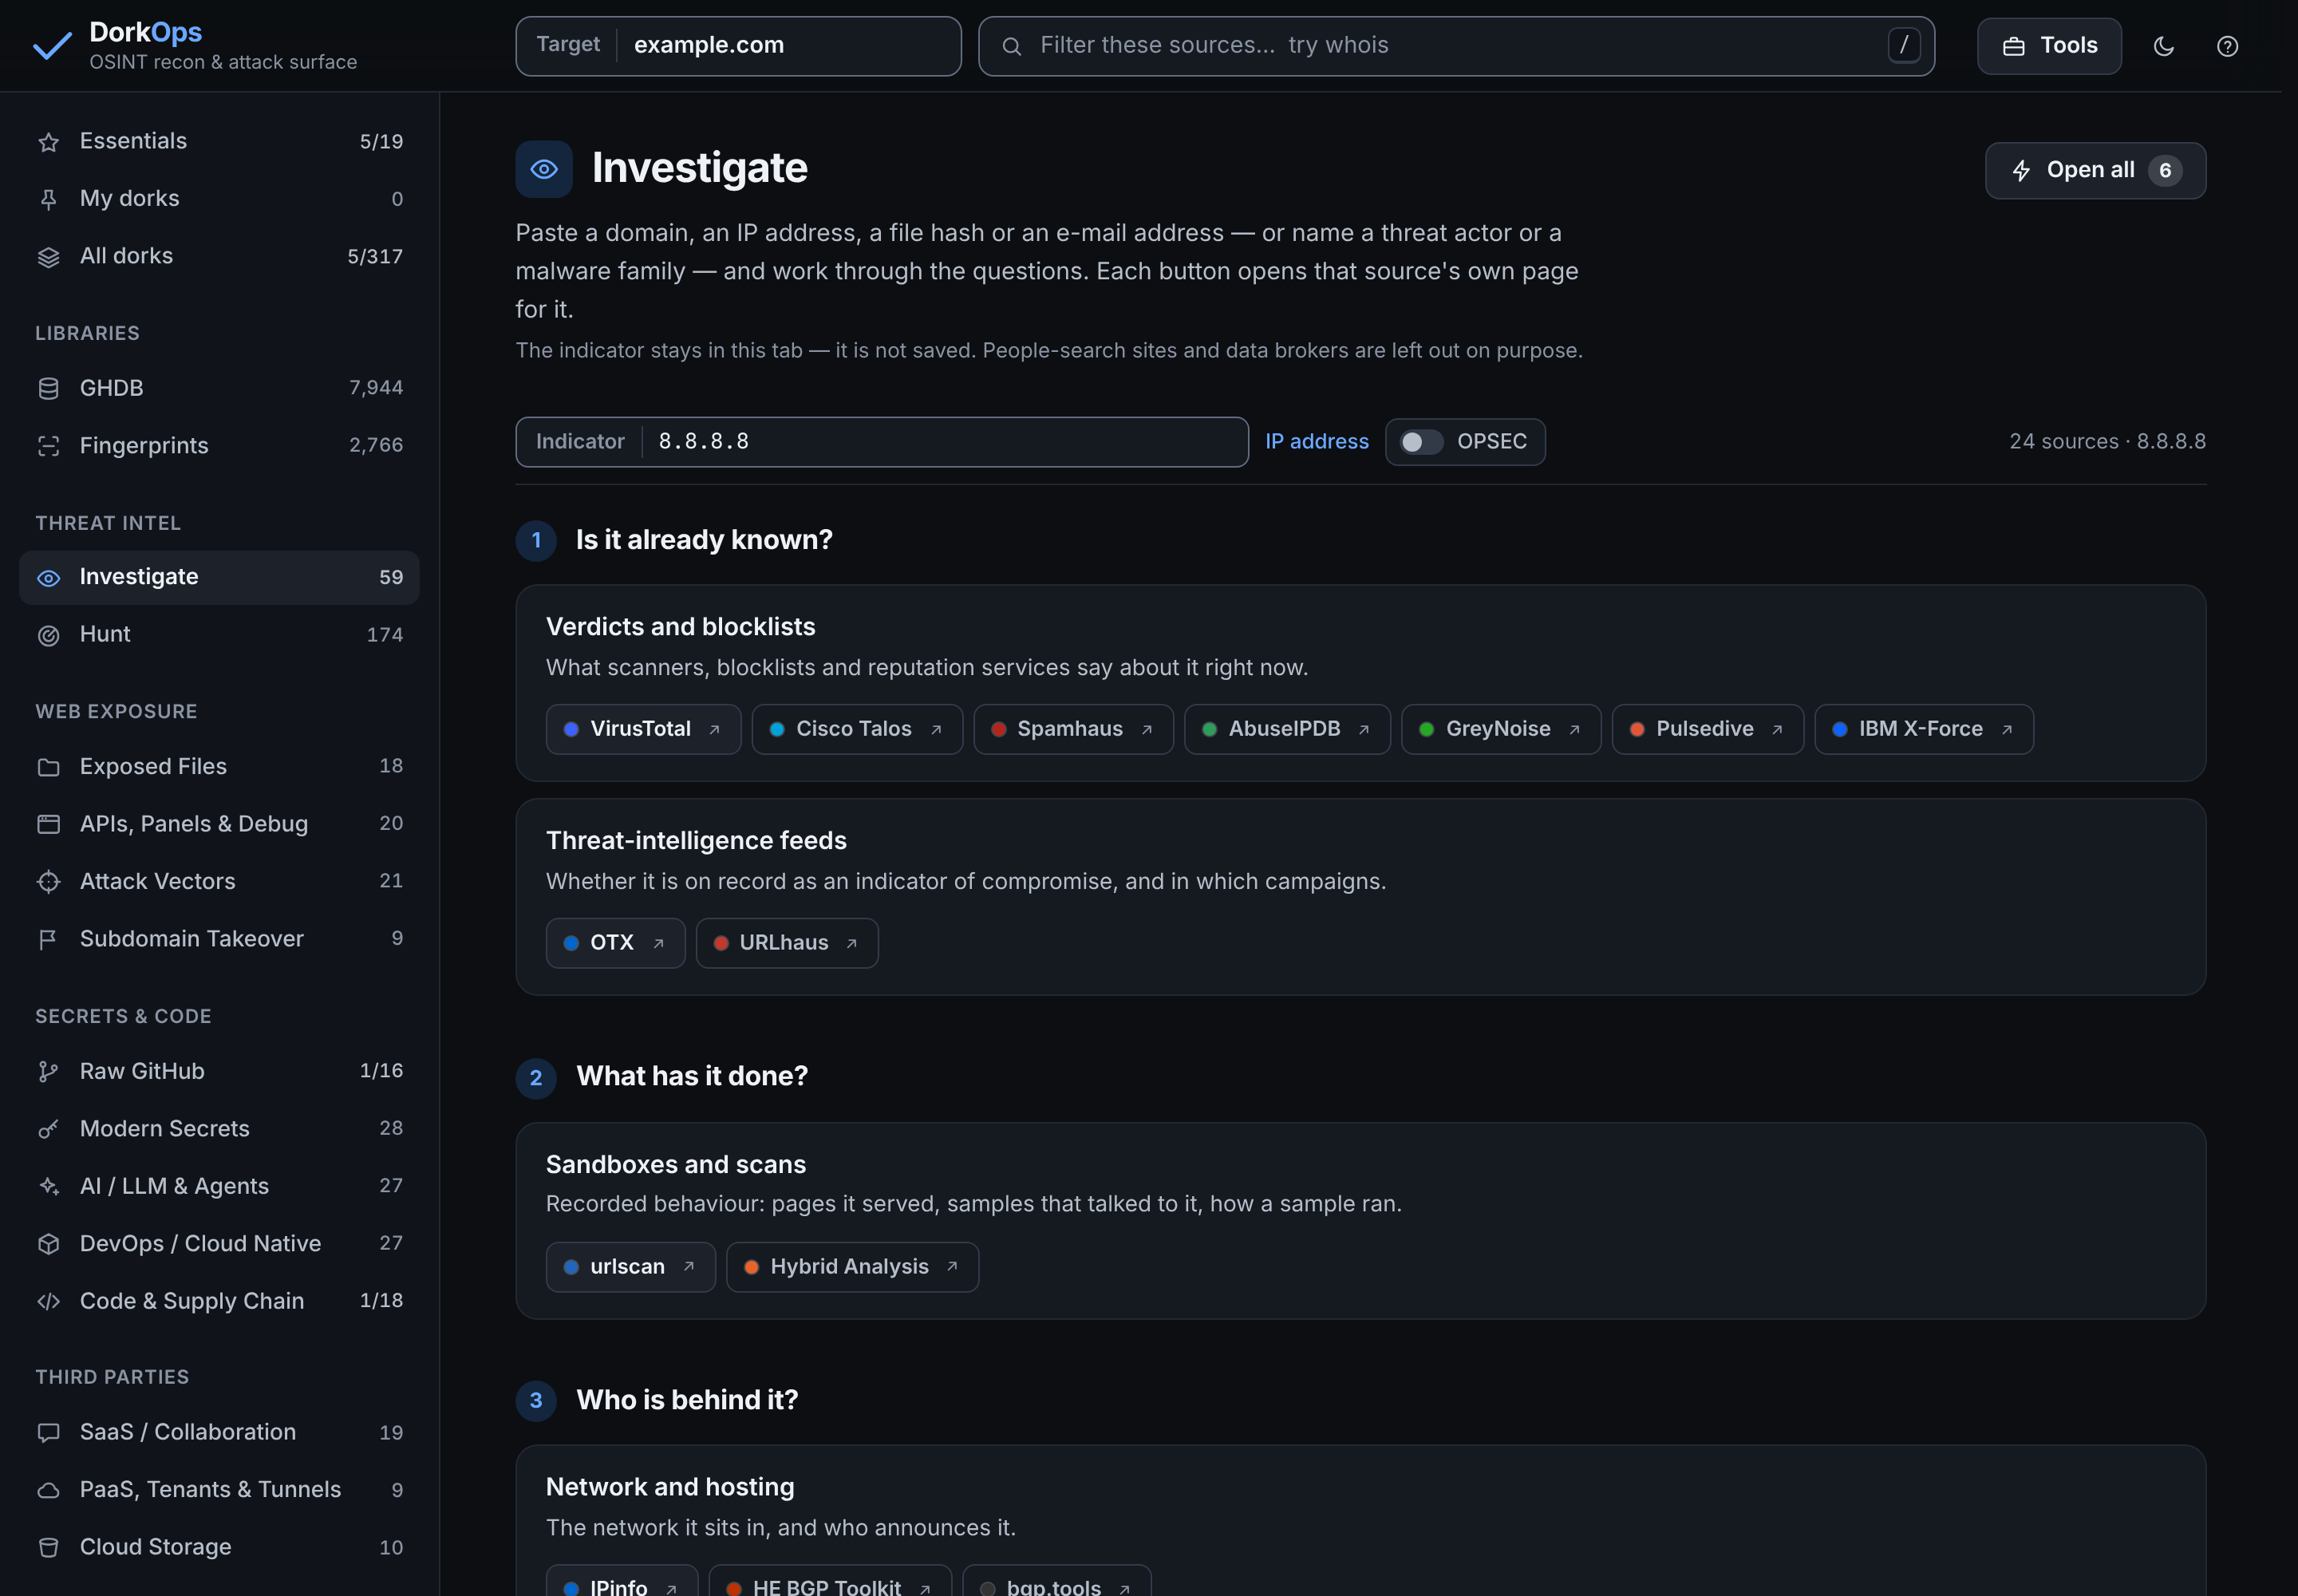 DorkOps
OSINT recon & attack surface
Target example.com
Filter these sources... try whois /
Tools
Essentials 5/19
My dorks 0
All dorks 5/317
LIBRARIES
GHDB 7,944
Fingerprints 2,766
THREAT INTEL
Investigate 59
Hunt 174
WEB EXPOSURE
Exposed Files 18
APIs, Panels & Debug 20
Attack Vectors 21
Subdomain Takeover 9
SECRETS & CODE
Raw GitHub 1/16
Modern Secrets 28
AI / LLM & Agents 27
DevOps / Cloud Native 27
Code & Supply Chain 1/18
THIRD PARTIES
SaaS / Collaboration 19
PaaS, Tenants & Tunnels 9
Cloud Storage 10
Investigate
Open all 6
Paste a domain, an IP address, a file hash or an e-mail address — or name a threat actor or a
malware family — and work through the questions. Each button opens that source's own page
for it.
The indicator stays in this tab — it is not saved. People-search sites and data brokers are left out on purpose.
Indicator 8.8.8.8 IP address OPSEC 24 sources · 8.8.8.8
1 Is it already known?
Verdicts and blocklists
What scanners, blocklists and reputation services say about it right now.
VirusTotal Cisco Talos Spamhaus AbuseIPDB GreyNoise Pulsedive IBM X-Force
Threat-intelligence feeds
Whether it is on record as an indicator of compromise, and in which campaigns.
OTX URLhaus
2 What has it done?
Sandboxes and scans
Recorded behaviour: pages it served, samples that talked to it, how a sample ran.
urlscan Hybrid Analysis
3 Who is behind it?
Network and hosting
The network it sits in, and who announces it.
IPinfo HE BGP Toolkit bgp.tools